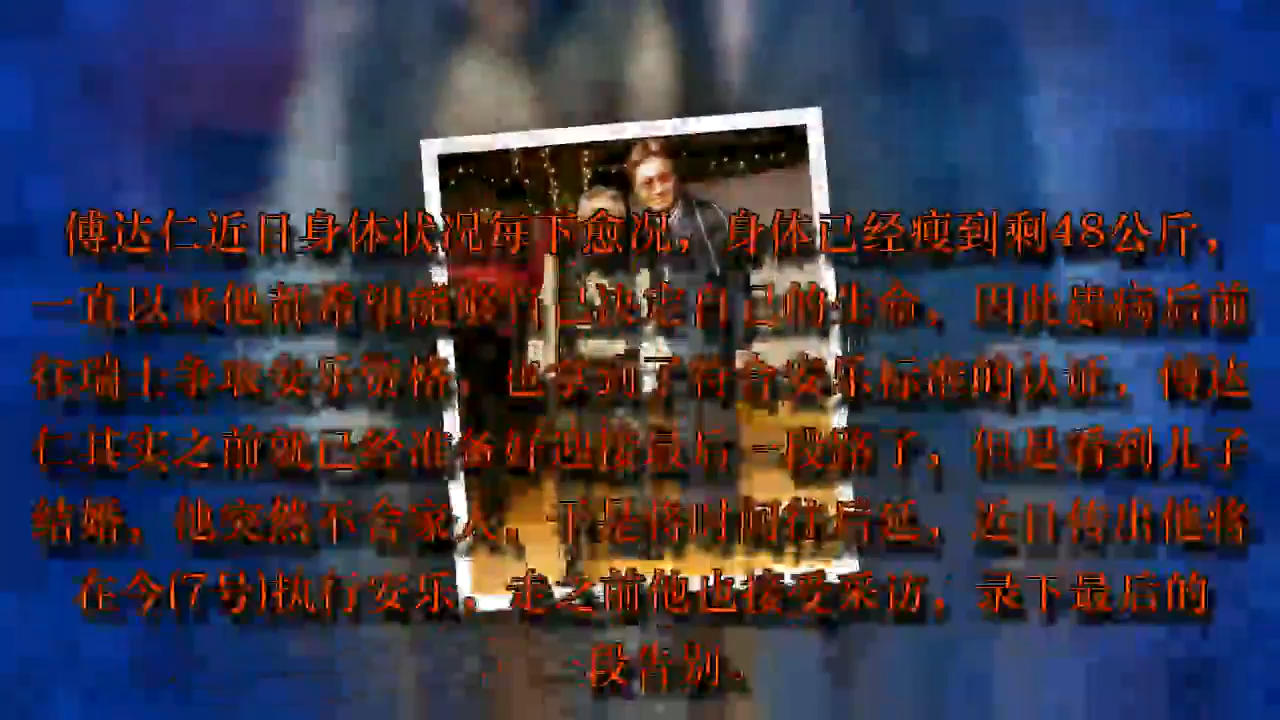 傅达仁近日身体状况每下愈况，身体已经瘦到剩48公斤，
一直以来他都希望能够自己决定自己的生命，因此患病后前
往瑞士争取安乐资格，也拿到了符合安乐标准的认证，傅达
仁其实之前就已经准备好迎接最后一段路了，但是看到儿子
结婚，他突然不舍家人，于是将时间往后延，近日传出他将
在今(7号)执行安乐，走之前他也接受采访，录下最后的
一段告别。